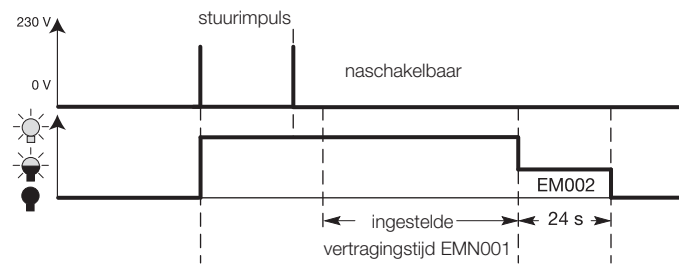 230 V
stuurimpuls
naschakelbaar
0 V
EM002
ingestelde
24 s
vertragingstijd EMN001